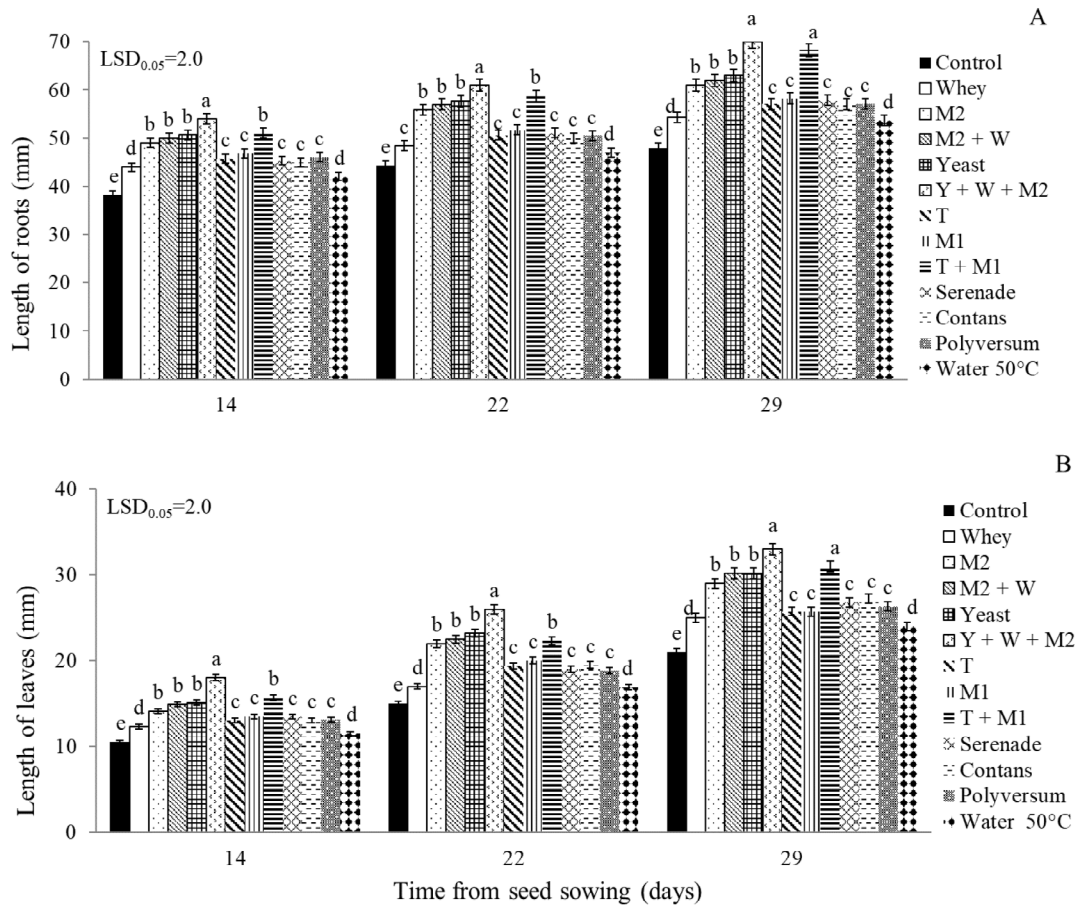 A
LSD0.05=2.0
e d b b b a c c b c c c d
e c b b b a c c b c c c d
e d b b b a c c a c c c d
Length of roots (mm)
70
60
50
40
30
20
10
0
14 22 29
Control
Whey
M2
M2 + W
Yeast
Y + W + M2
T
M1
T + M1
Serenade
Contans
Polyversum
Water 50°C
B
LSD0.05=2.0
e d b b b a c c b c c c d
e d b b b a c c b c c c d
e d b b b a c c a c c c d
Length of leaves (mm)
40
30
20
10
0
14 22 29
Time from seed sowing (days)
Control
Whey
M2
M2 + W
Yeast
Y + W + M2
T
M1
T + M1
Serenade
Contans
Polyversum
Water 50°C